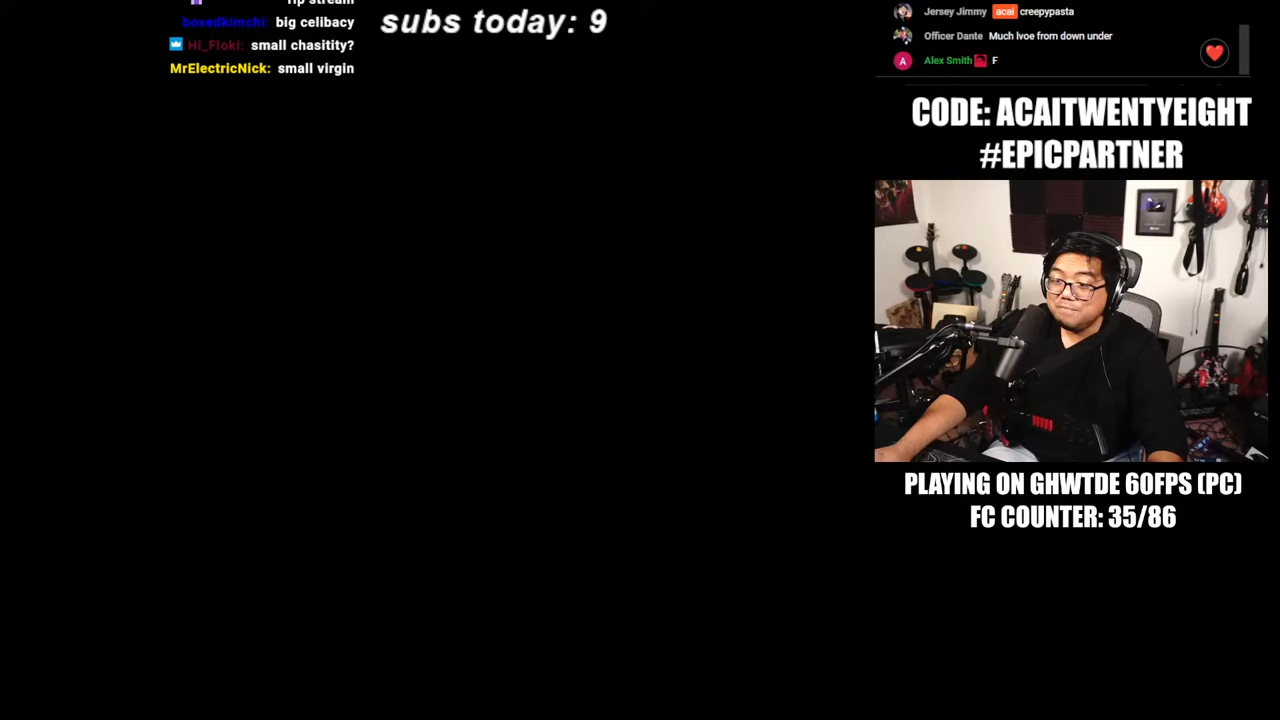 rip stream
boxedkimchi: big celibacy
Hi_Floki: small chasitity?
MrElectricNick: small virgin
subs today: 9
Jersey Jimmy acai creepypasta
Officer Dante Much lvoe from down under
A Alex Smith F
CODE: ACAITWENTYEIGHT
#EPICPARTNER
PLAYING ON GHWTDE 60FPS (PC)
FC COUNTER: 35/86